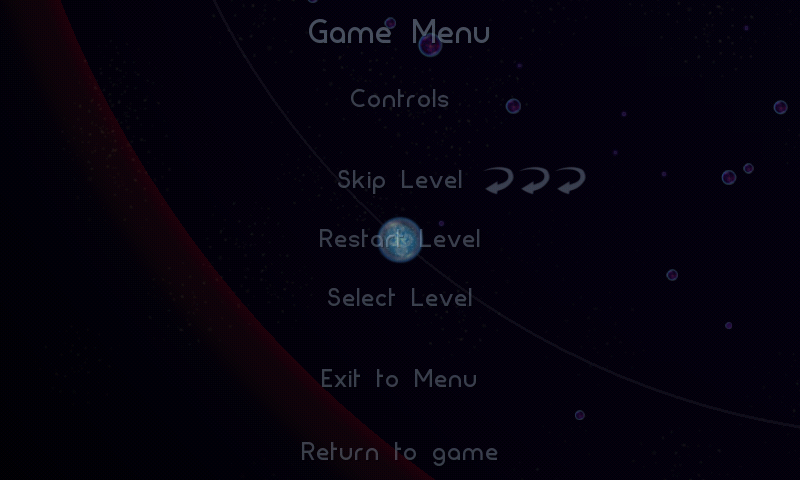 Game Menu
Controls
Skip Level
Restart Level
Select Level
Exit to Menu
Return to game